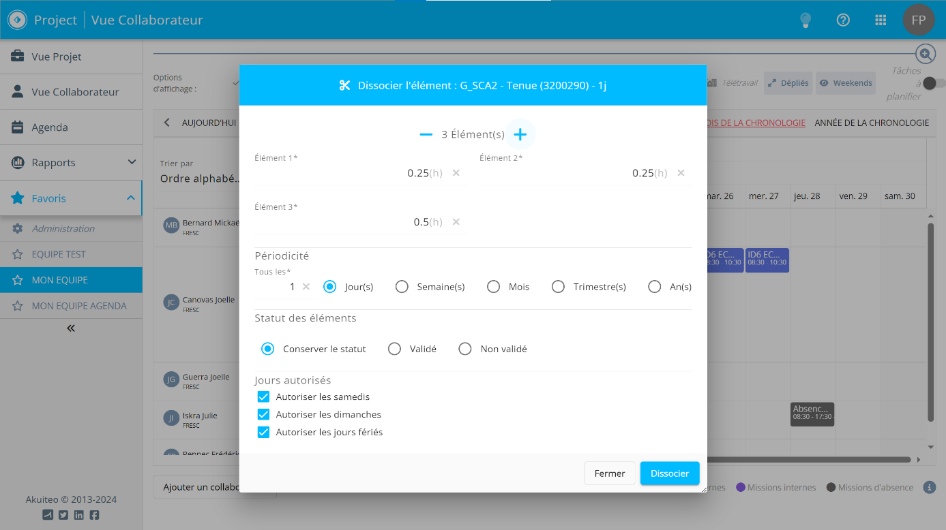 Project | Vue Collaborateur
FP
Vue Projet
Vue Collaborateur
Agenda
Rapports
Favoris
Administration
EQUIPE TEST
MON EQUIPE
MON EQUIPE AGENDA
Akuiteo © 2013-2024
Options
d'affichage :
Télétravail
Dépliés
Weekends
Tâches
à
planifier
AUJOURD'HUI
OIS DE LA CHRONOLOGIE
ANNÉE DE LA CHRONOLOGIE
Trier par
Ordre alphabé...
mar. 26
mer. 27
jeu. 28
ven. 29
sam. 30
MB
Bernard Mickaë
FRESC
JC
Canovas Joelle
FRESC
JG
Guerra Joelle
FRESC
JI
Iskra Julie
FRESC
Pepper Frédéri
D6 EC...
:30 - 10:30
ID6 EC...
08:30 - 10:30
Absenc...
08:30 - 17:30
Ajouter un collabo
rnes
Missions internes
Missions d'absence
Dissocier l'élément : G_SCA2 - Tenue (3200290) - 1j
3 Élément(s)
Élément 1*
0.25(h)
Élément 2*
0.25(h)
Élément 3*
0.5(h)
Périodicité
Tous les*
1
Jour(s)
Semaine(s)
Mois
Trimestre(s)
An(s)
Statut des éléments
Conserver le statut
Validé
Non validé
Jours autorisés
Autoriser les samedis
Autoriser les dimanches
Autoriser les jours fériés
Fermer
Dissocier